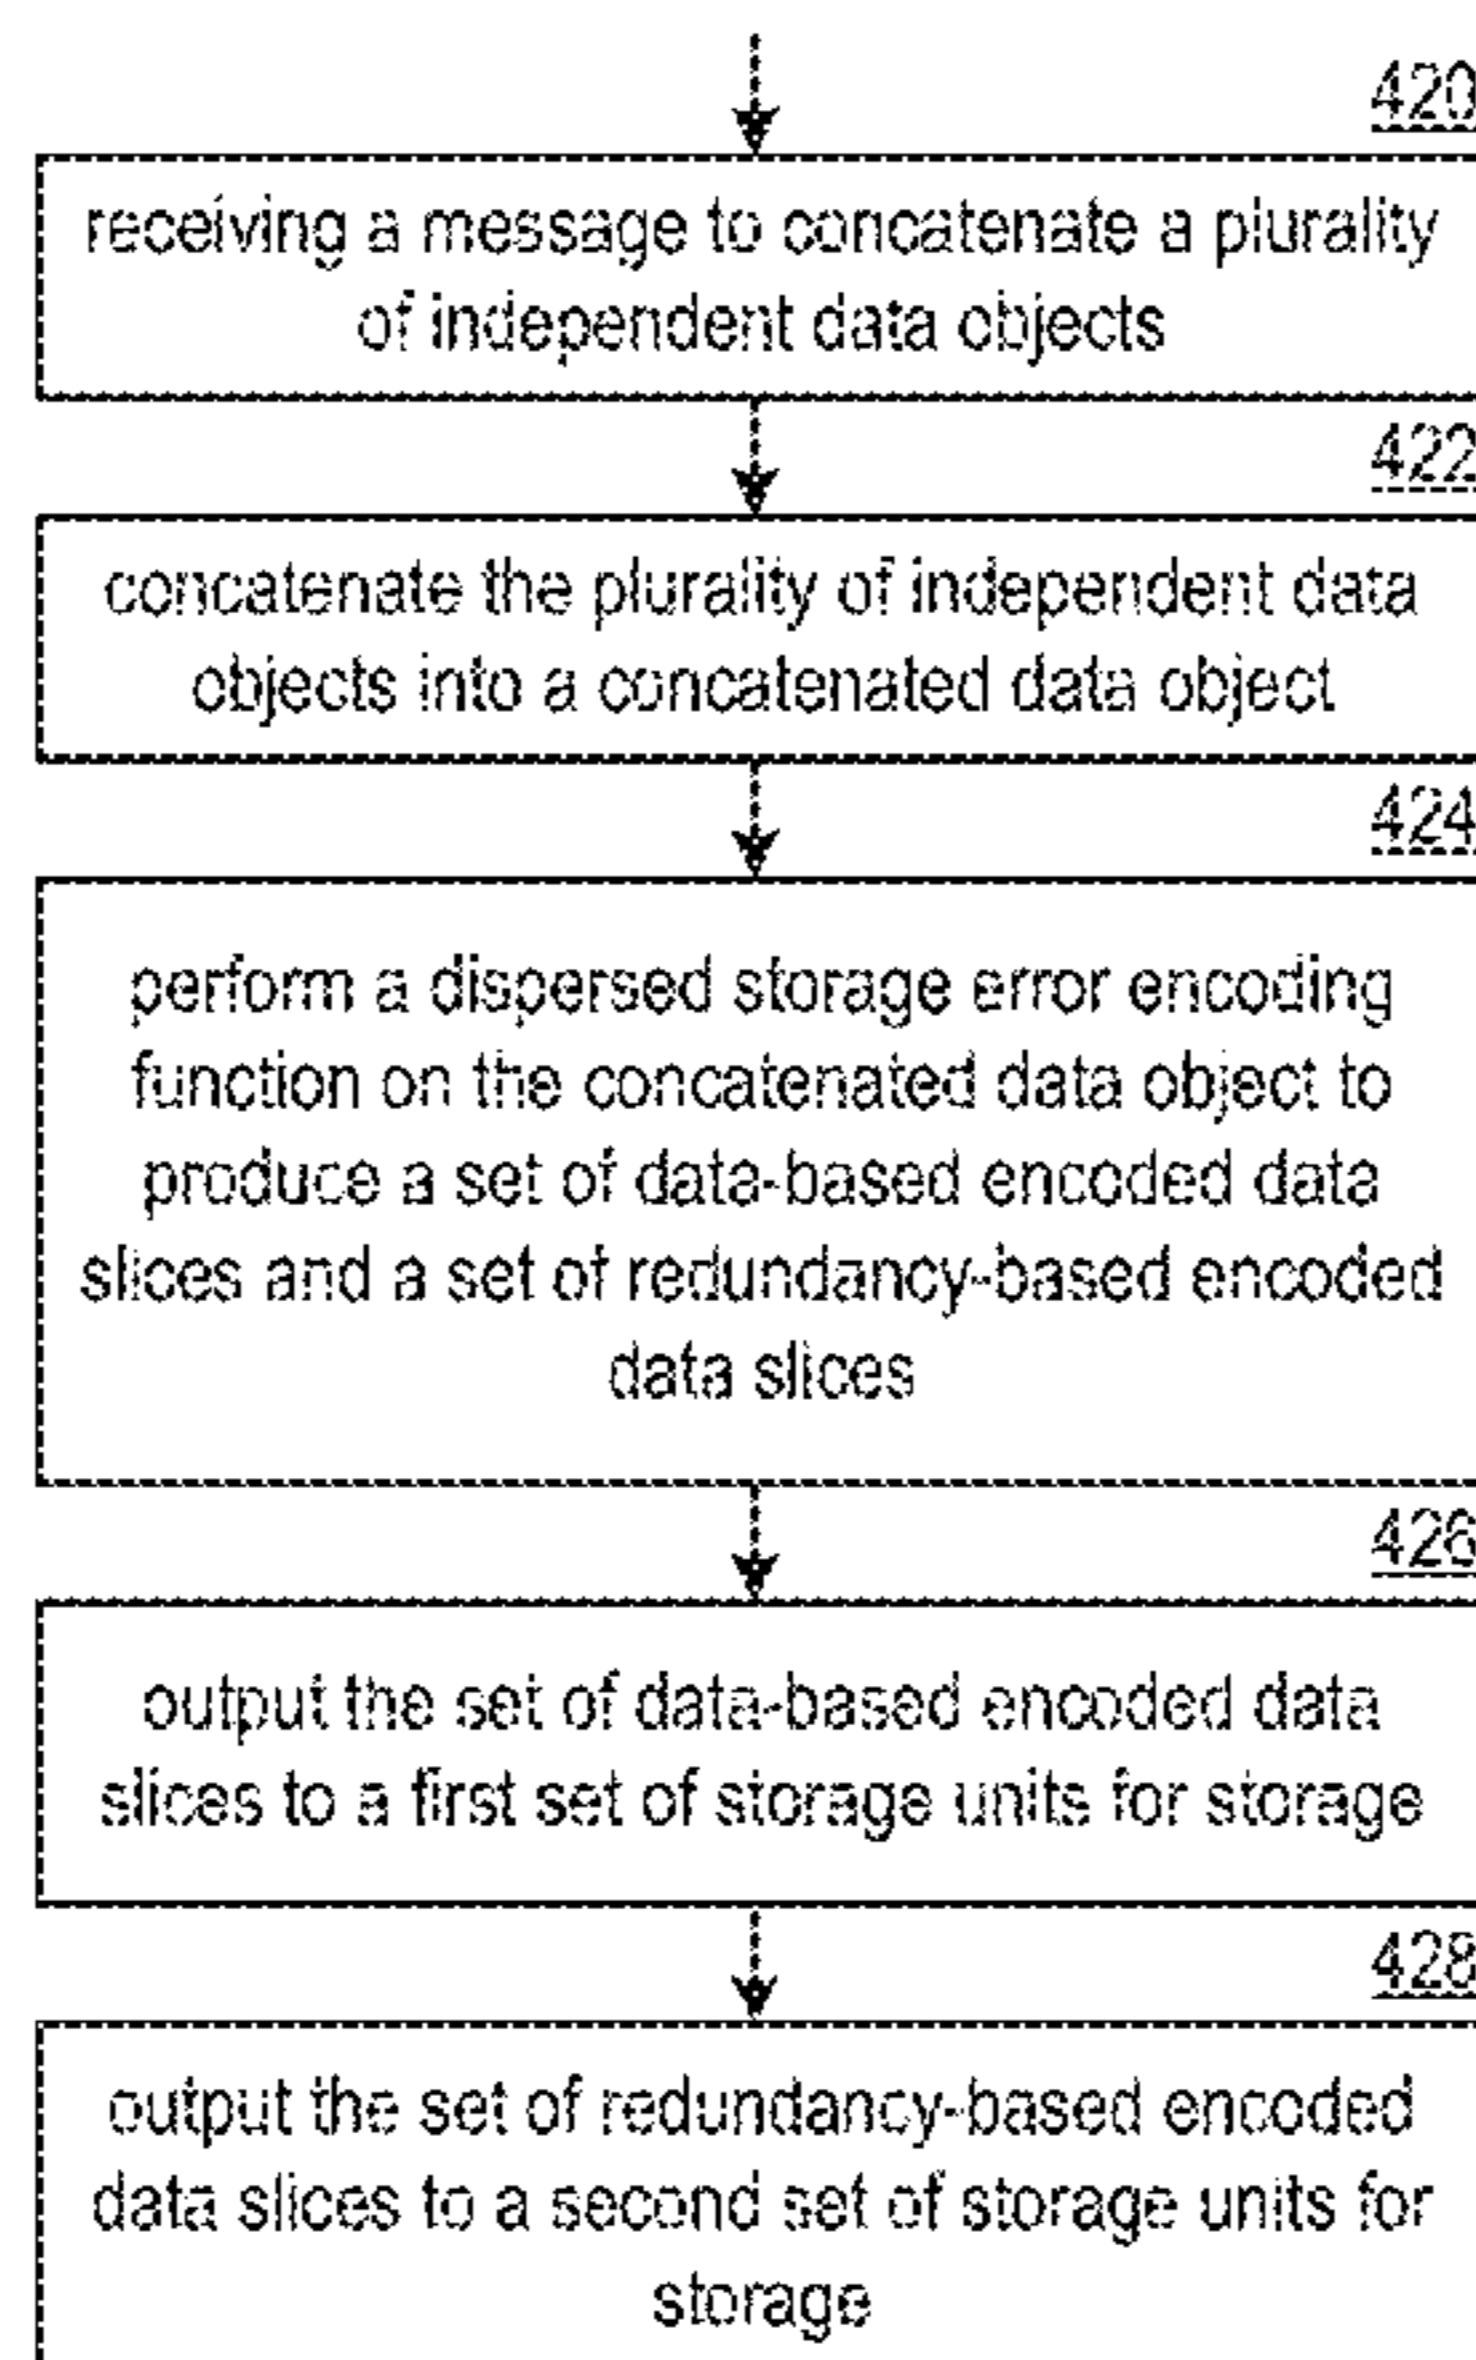 420
receiving a message to concatenate a plurality
of independent data objects
422
concatenate the plurality of independent data
objects into a concatenated data object
424
perform a dispersed storage error encoding
function on the concatenated data object to
produce a set of data-based encoded data
slices and a set of redundancy-based encoded
data slices
426
output the set of data-based encoded data
slices to a first set of storage units for storage
428
output the set of redundancy-based encoded
data slices to a second set of storage units for
storage